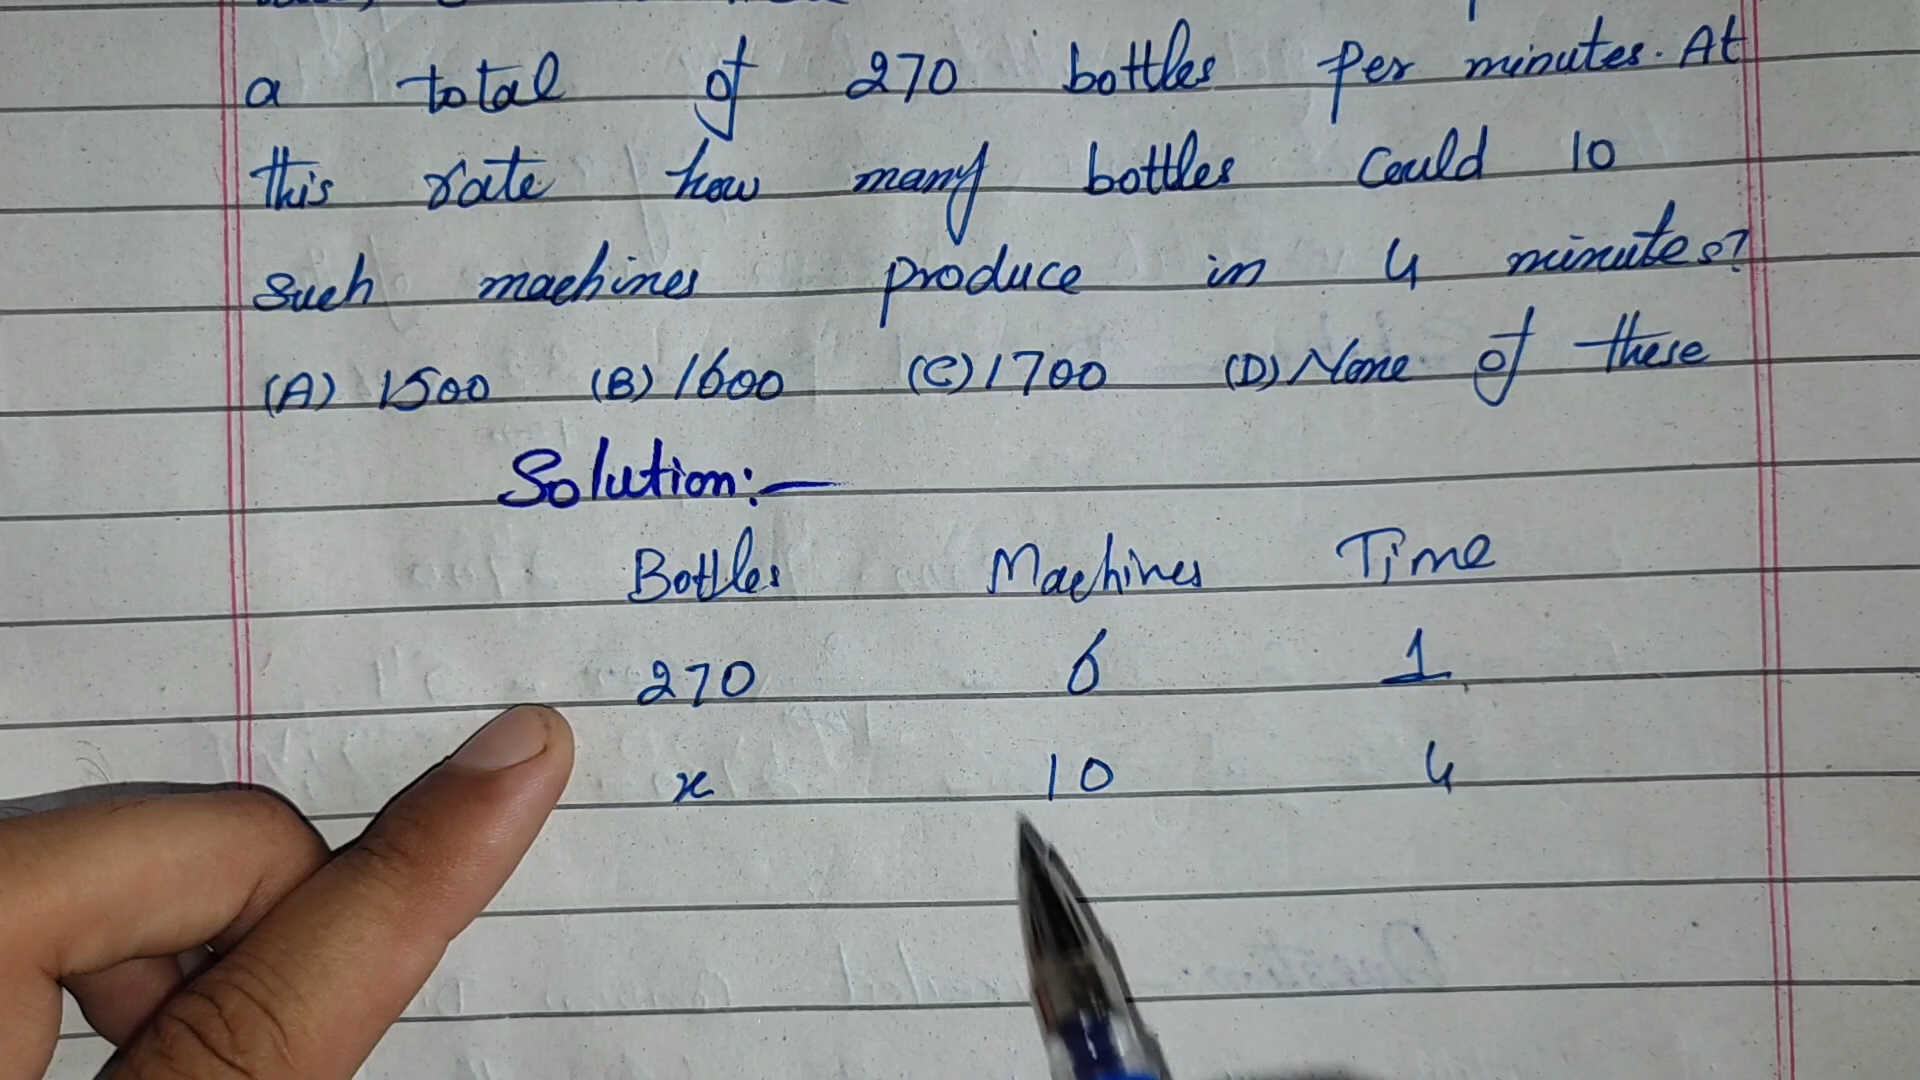 a total of 270 bottles per minutes. At
this rate how many bottles could 10
such machines produce in 4 minutes?
(A) 1500 (B) 1600 (C) 1700 (D) None of these
Solution:—
Bottles Machines Time
270 6 1
x 10 4